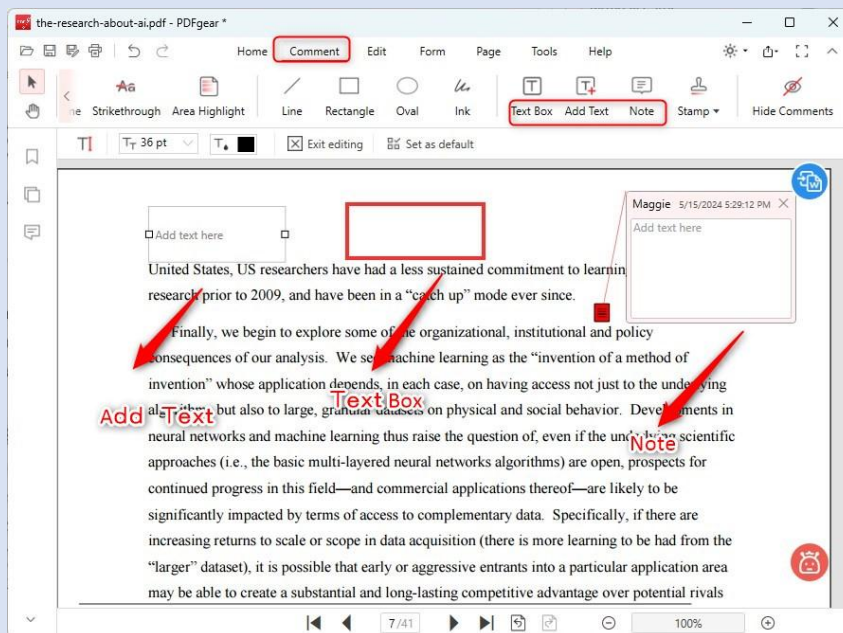 the-research-about-ai.pdf - PDFgear *
Home Comment Edit Form Page Tools Help
ne Strikethrough Area Highlight Line Rectangle Oval Ink Text Box Add Text Note Stamp Hide Comments
36 pt Exit editing Set as default
Maggie 5/15/2024 5:29:12 PM
Add text here
Add text here
United States, US researchers have had a less sustained commitment to learnin
research prior to 2009, and have been in a “catch up” mode ever since.
Finally, we begin to explore some of the organizational, institutional and policy
consequences of our analysis. We see machine learning as the “invention of a method of
invention” whose application depends, in each case, on having access not just to the underlying
Add Text
Text Box
algorithms but also to large, granular datasets on physical and social behavior. Developments in
neural networks and machine learning thus raise the question of, even if the underlying scientific
Note
approaches (i.e., the basic multi-layered neural networks algorithms) are open, prospects for
continued progress in this field—and commercial applications thereof—are likely to be
significantly impacted by terms of access to complementary data. Specifically, if there are
increasing returns to scale or scope in data acquisition (there is more learning to be had from the
“larger” dataset), it is possible that early or aggressive entrants into a particular application area
may be able to create a substantial and long-lasting competitive advantage over potential rivals
7/41 100%